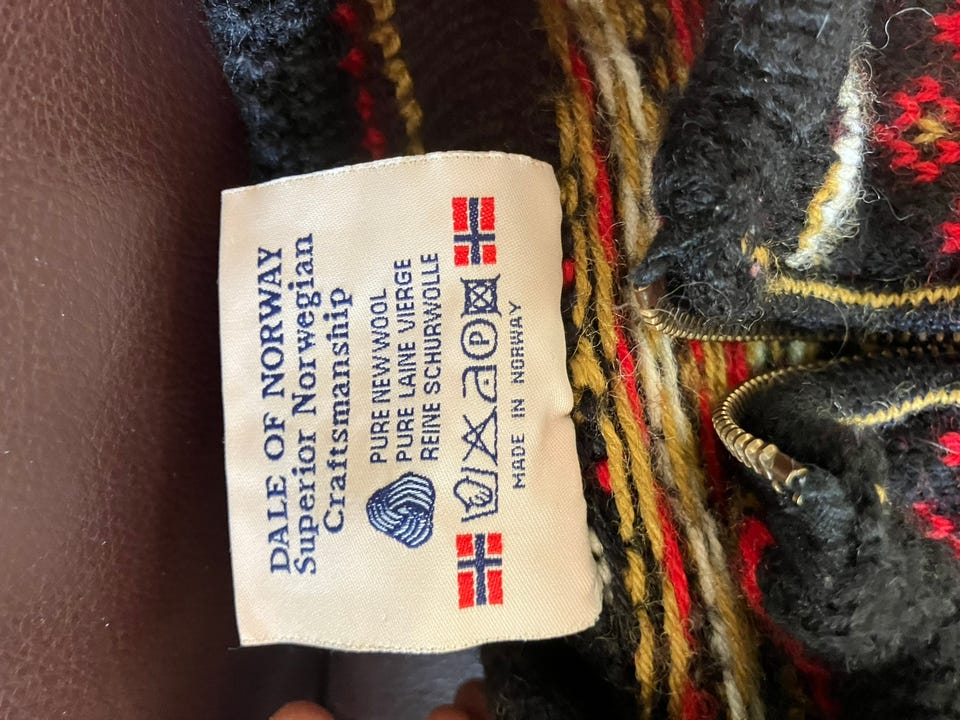 DALE OF NORWAY
Superior Norwegian
Craftsmanship
PURE NEW WOOL
PURE LAINE VIERGE
REINE SCHURWOLLE
P
MADE IN NORWAY